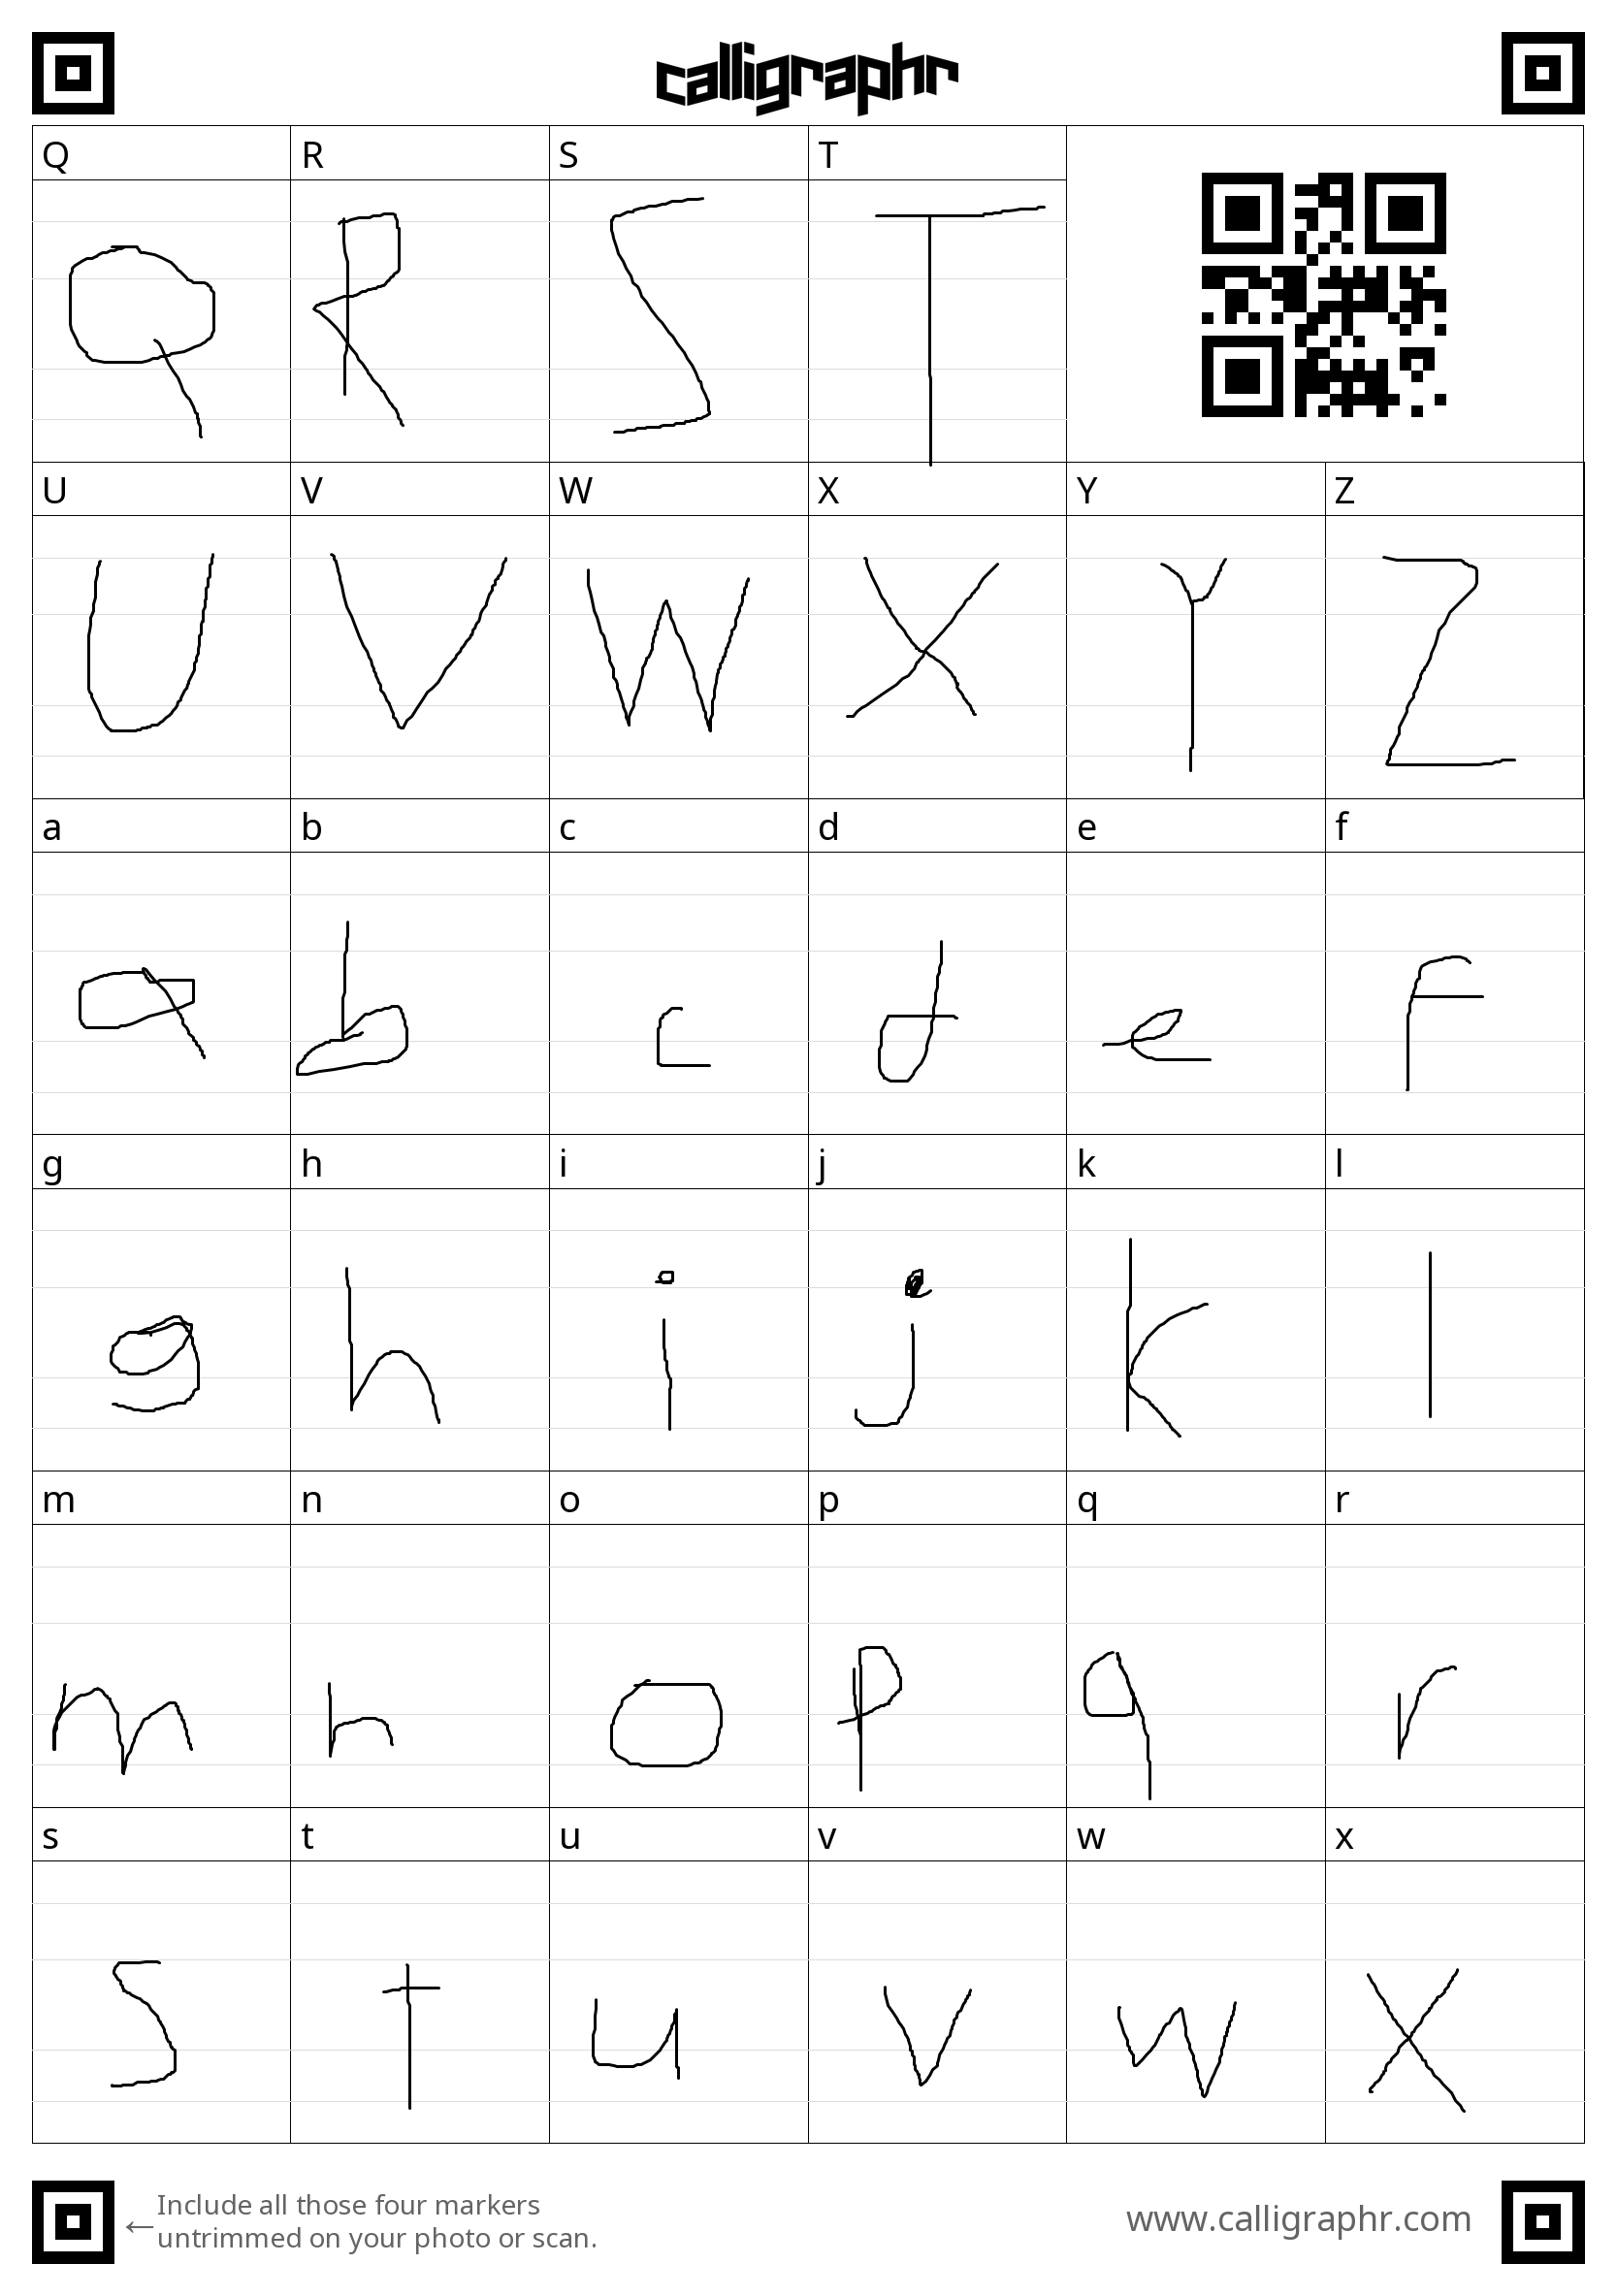 calligraphr
Q R S T
Q R S T
U V W X Y Z
U V W X Y Z
a b c d e f
a b c d e f
g h i j k l
g h i j k l
m n o p q r
m n o p q r
s t u v w x
s t u v w x
←Include all those four markers
untrimmed on your photo or scan.
www.calligraphr.com